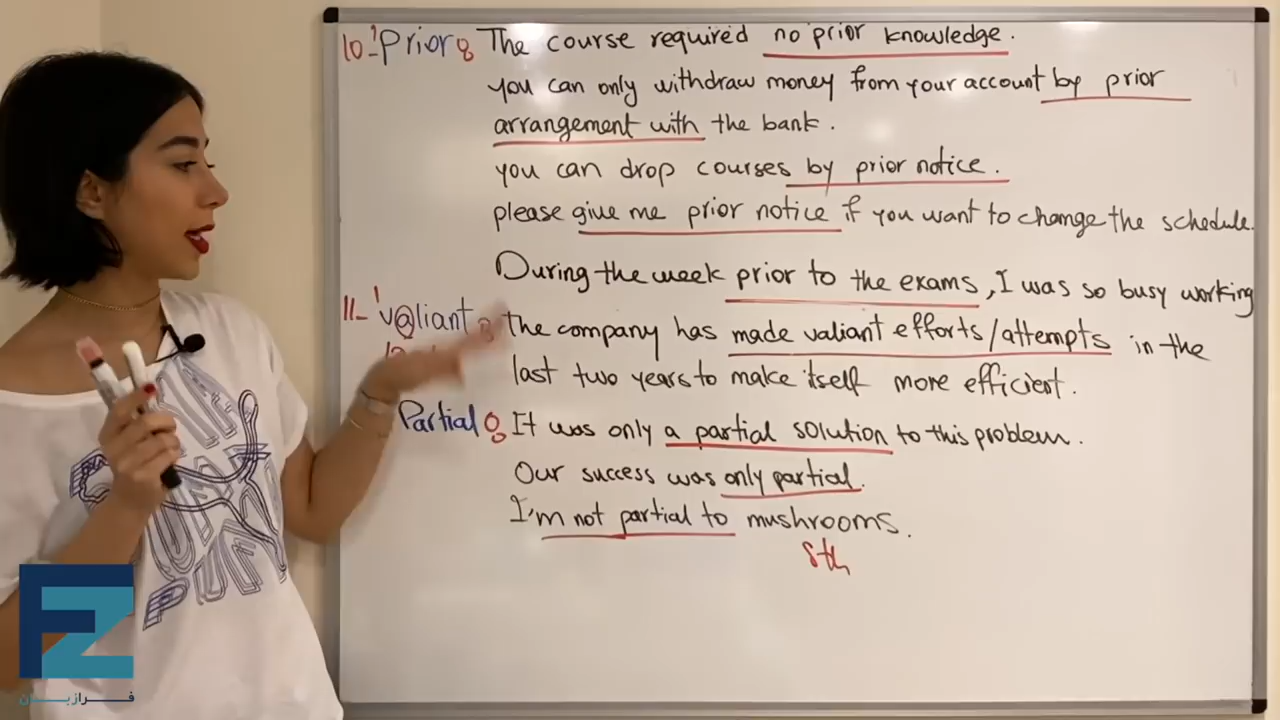 10_ 'Prior: The course required no prior knowledge.
you can only withdraw money from your account by prior
arrangement with the bank.
you can drop courses by prior notice.
please give me prior notice if you want to change the schedule.
During the week prior to the exams, I was so busy working
11_ 'valiant: the company has made valiant efforts/attempts in the
last two years to make itself more efficient.
Partial: It was only a partial solution to this problem.
Our success was only partial.
I'm not partial to mushrooms.
sth
FZ